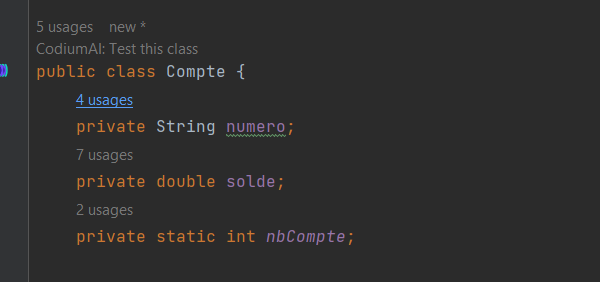 5 usages new *
CodiumAI: Test this class
public class Compte {
4 usages
private String numero;
7 usages
private double solde;
2 usages
private static int nbCompte;